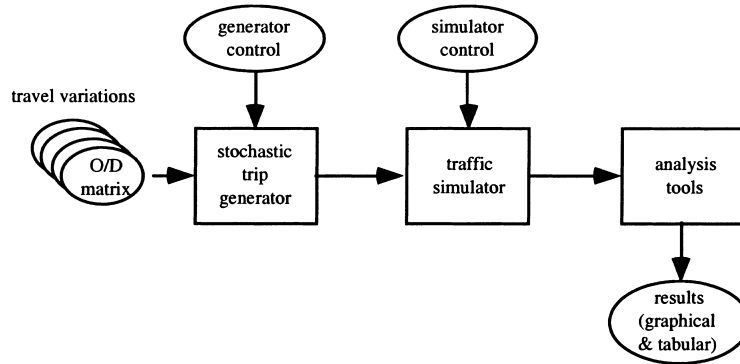 generator
control
simulator
control
travel variations
O/D
matrix
stochastic
trip
generator
traffic
simulator
analysis
tools
results
(graphical
& tabular)